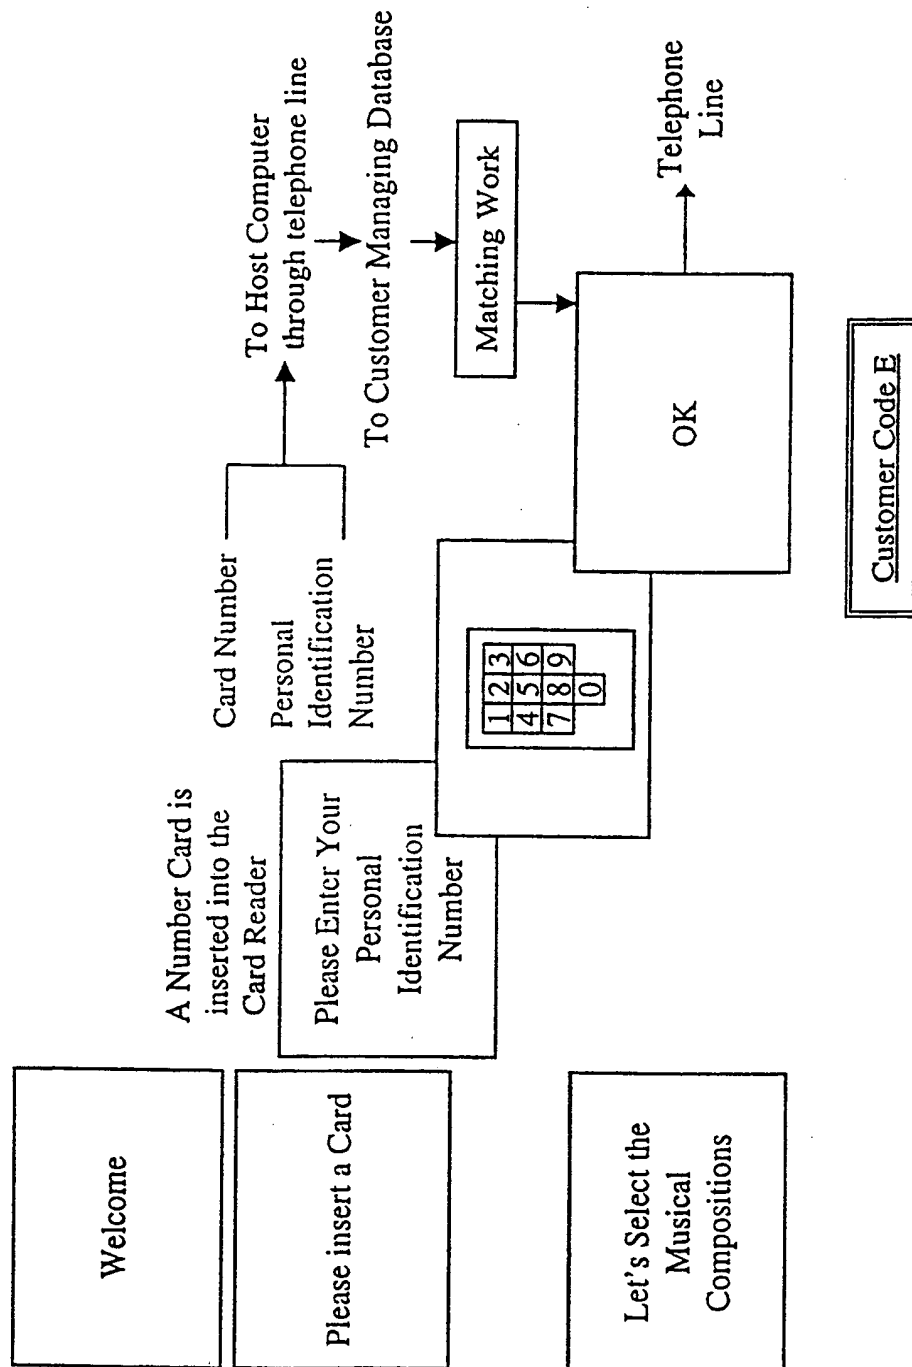 Welcome
Please insert a Card
A Number Card is
inserted into the
Card Reader
Please Enter Your
Personal
Identification
Number
Card Number
Personal
Identification
Number
To Host Computer
through telephone line
To Customer Managing Database
1 2 3
4 5 6
7 8 9
0
Matching Work
OK
Telephone
Line
Let's Select the
Musical
Compositions
Customer Code E